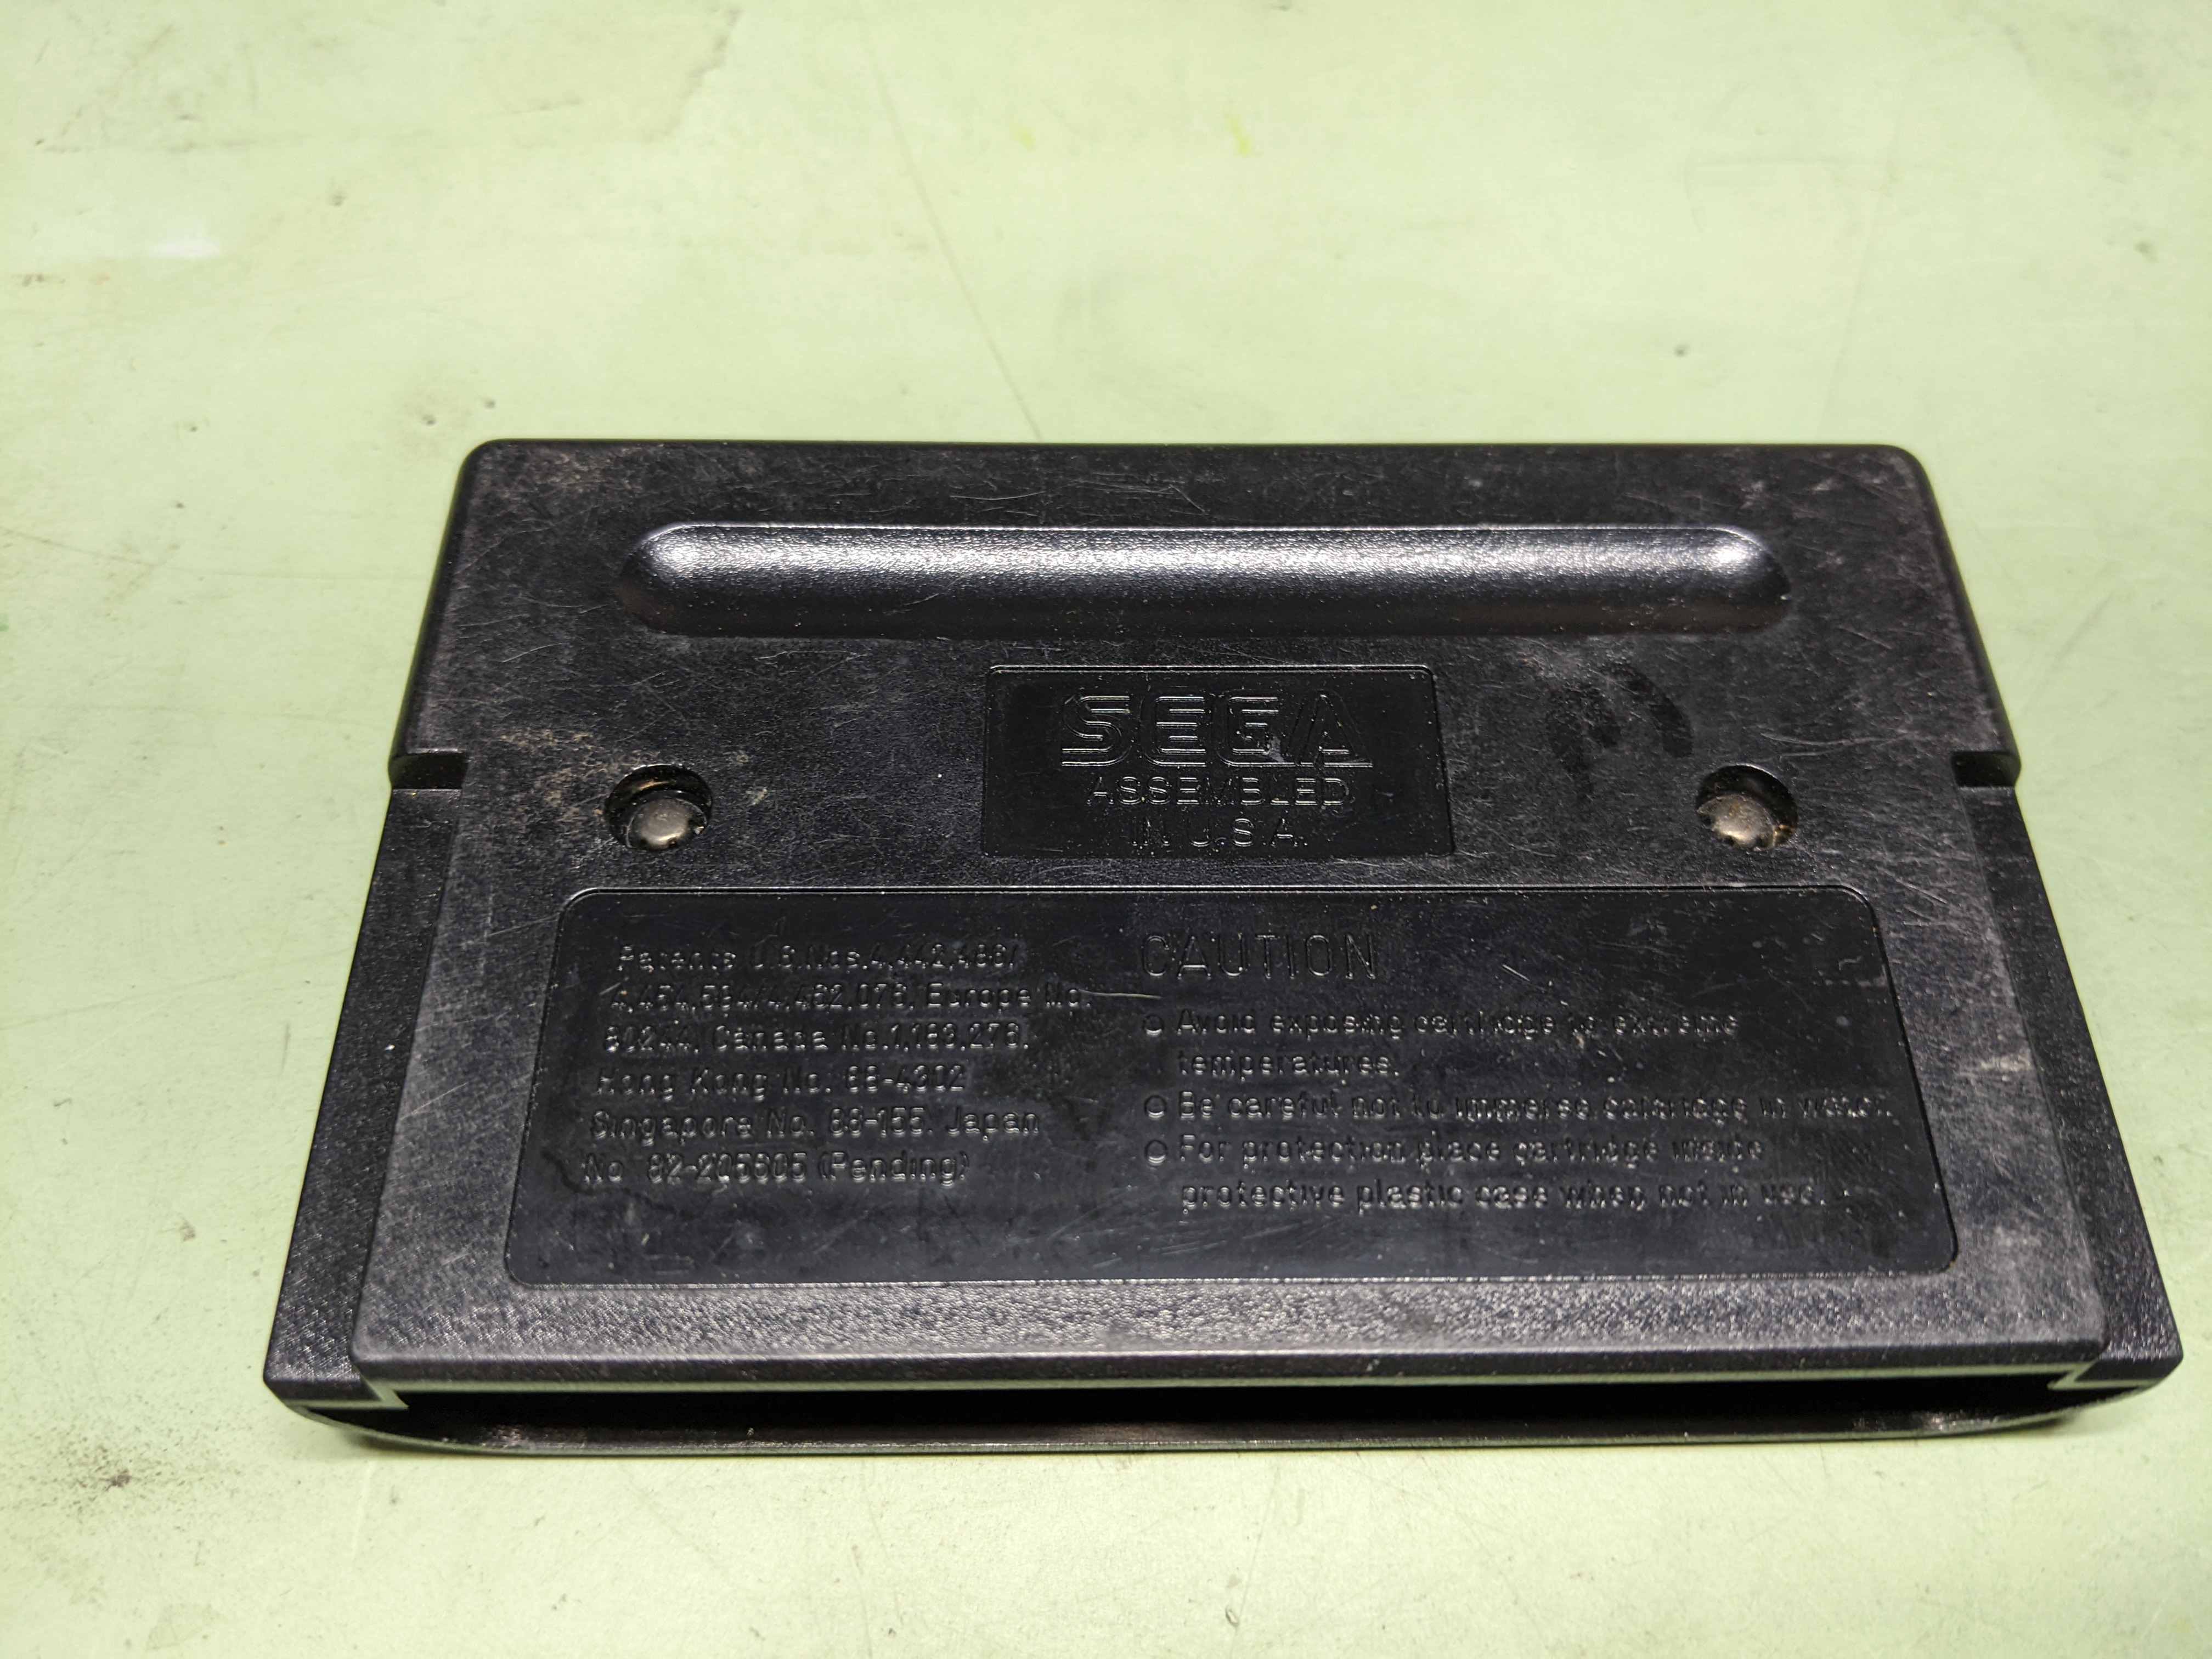 SEGA
ASSEMBLED
IN U.S.A.
Patents U.S.Nos.4,442,486/
4,454,594/4,462,076, Europe No.
80244, Canada No.1,183,276,
Hong Kong No. 88-4302
Singapore No. 88-155, Japan
No 82-205605 (Pending)
CAUTION
Avoid exposing cartridge to extreme
temperatures.
Be careful not to immerse cartridge in water.
For protection place cartridge inside
protective plastic case when not in use.